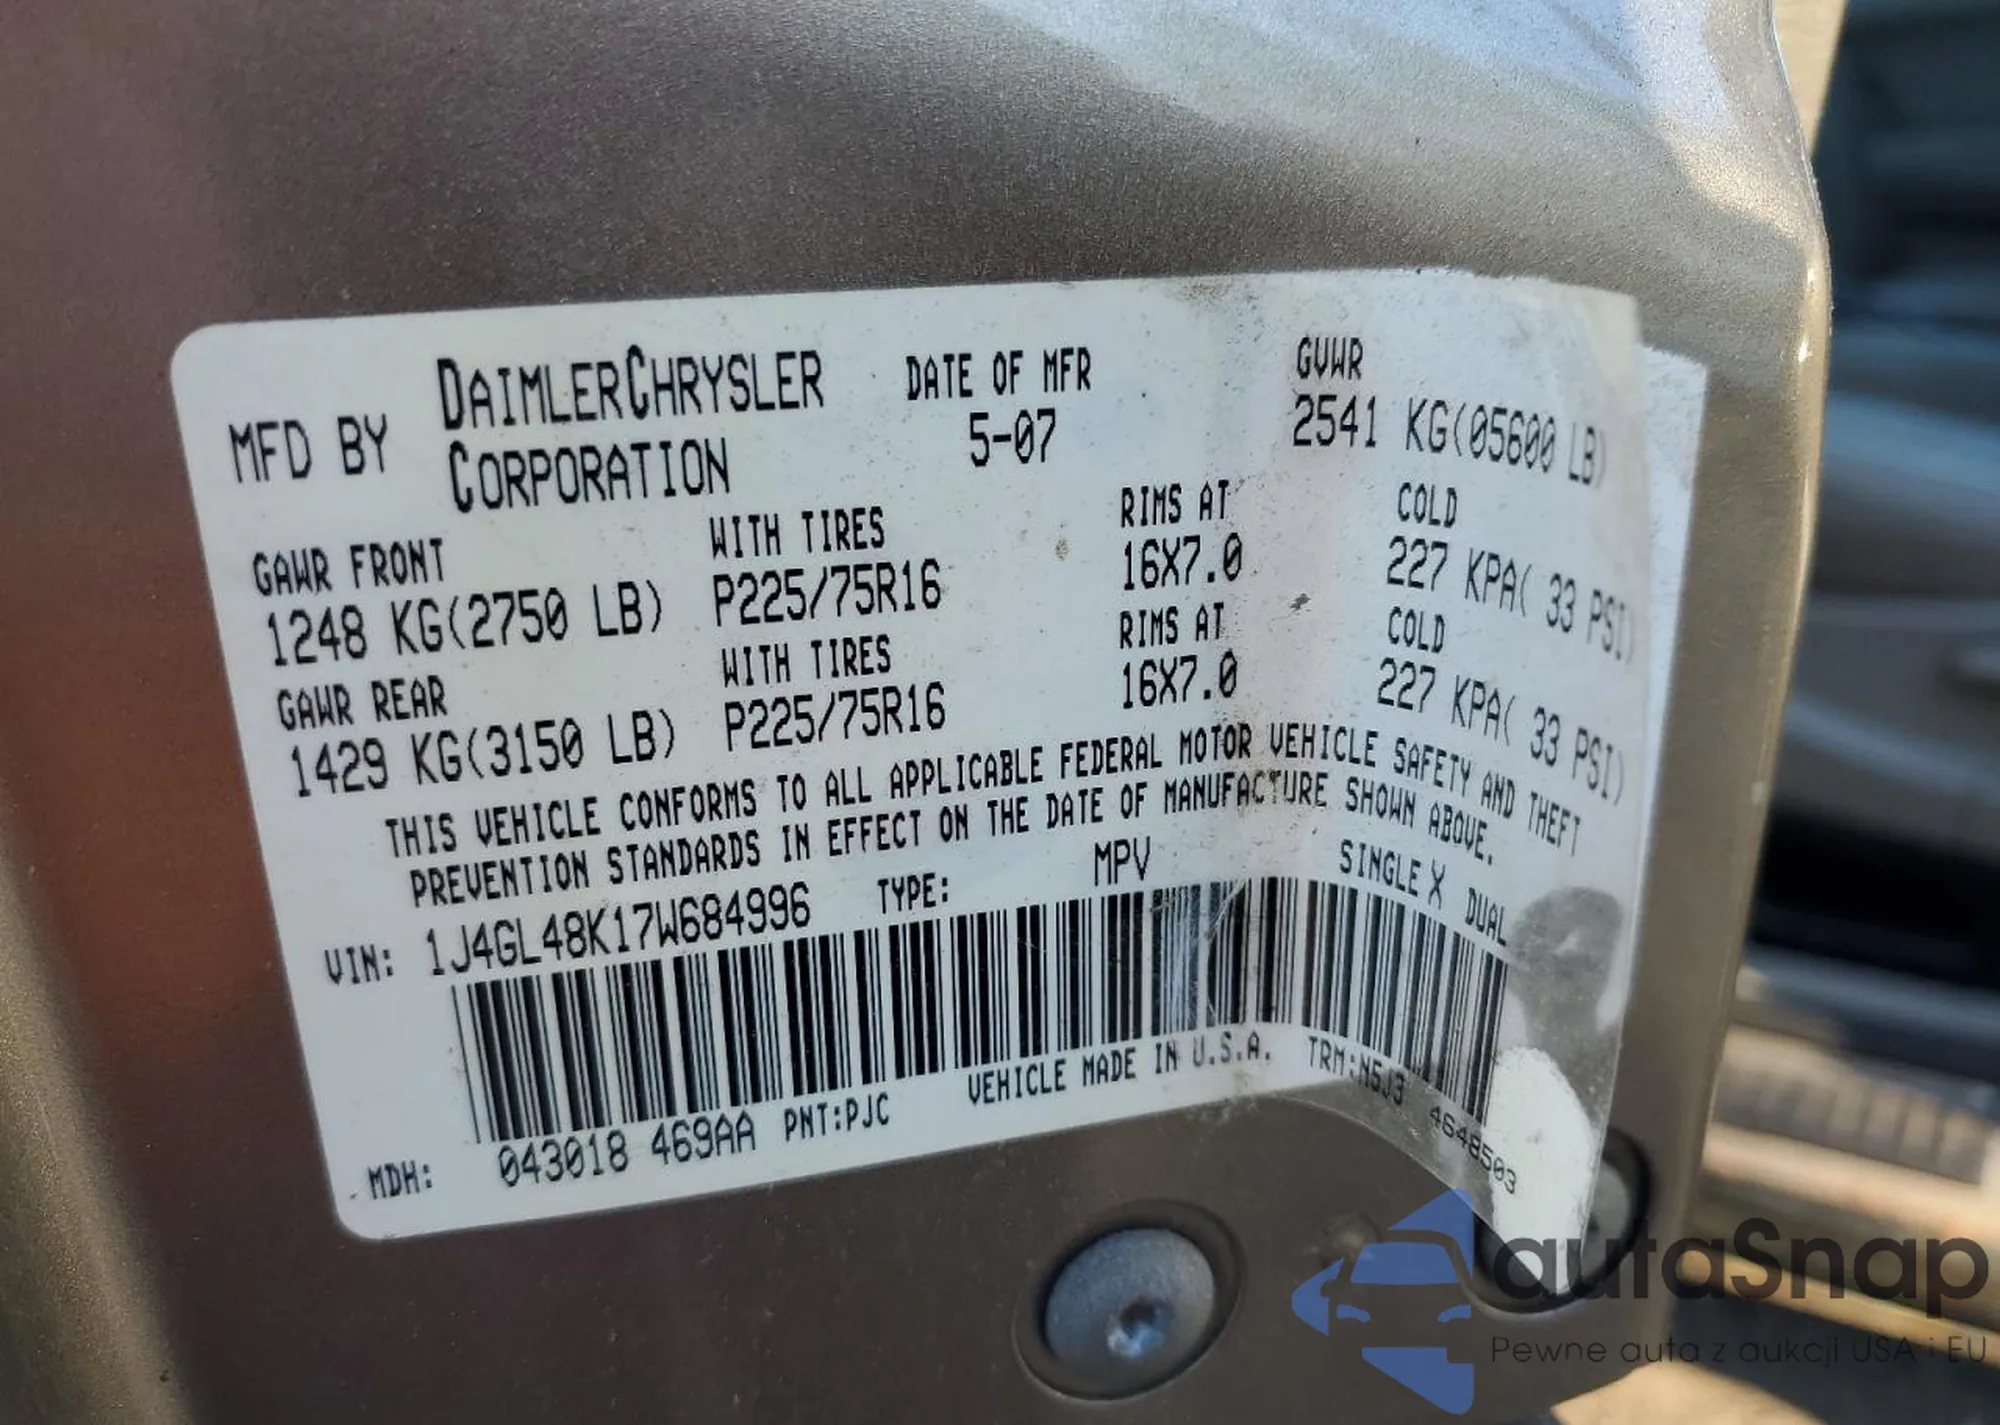 MFD BY DAIMLERCHRYSLER CORPORATION DATE OF MFR 5-07 GVWR 2541 KG(05600 LB)
GAWR FRONT WITH TIRES RIMS AT COLD
1248 KG(2750 LB) P225/75R16 16X7.0 227 KPA( 33 PSI)
GAWR REAR WITH TIRES RIMS AT COLD
1429 KG(3150 LB) P225/75R16 16X7.0 227 KPA( 33 PSI)
THIS VEHICLE CONFORMS TO ALL APPLICABLE FEDERAL MOTOR VEHICLE SAFETY AND THEFT
PREVENTION STANDARDS IN EFFECT ON THE DATE OF MANUFACTURE SHOWN ABOVE.
VIN: 1J4GL48K17W684996 TYPE: MPV SINGLE X DUAL
MDH: 043018 469AA PNT:PJC VEHICLE MADE IN U.S.A. TRM:N5J3 4648503
autaSnap
Pewne auta z aukcji USA i EU